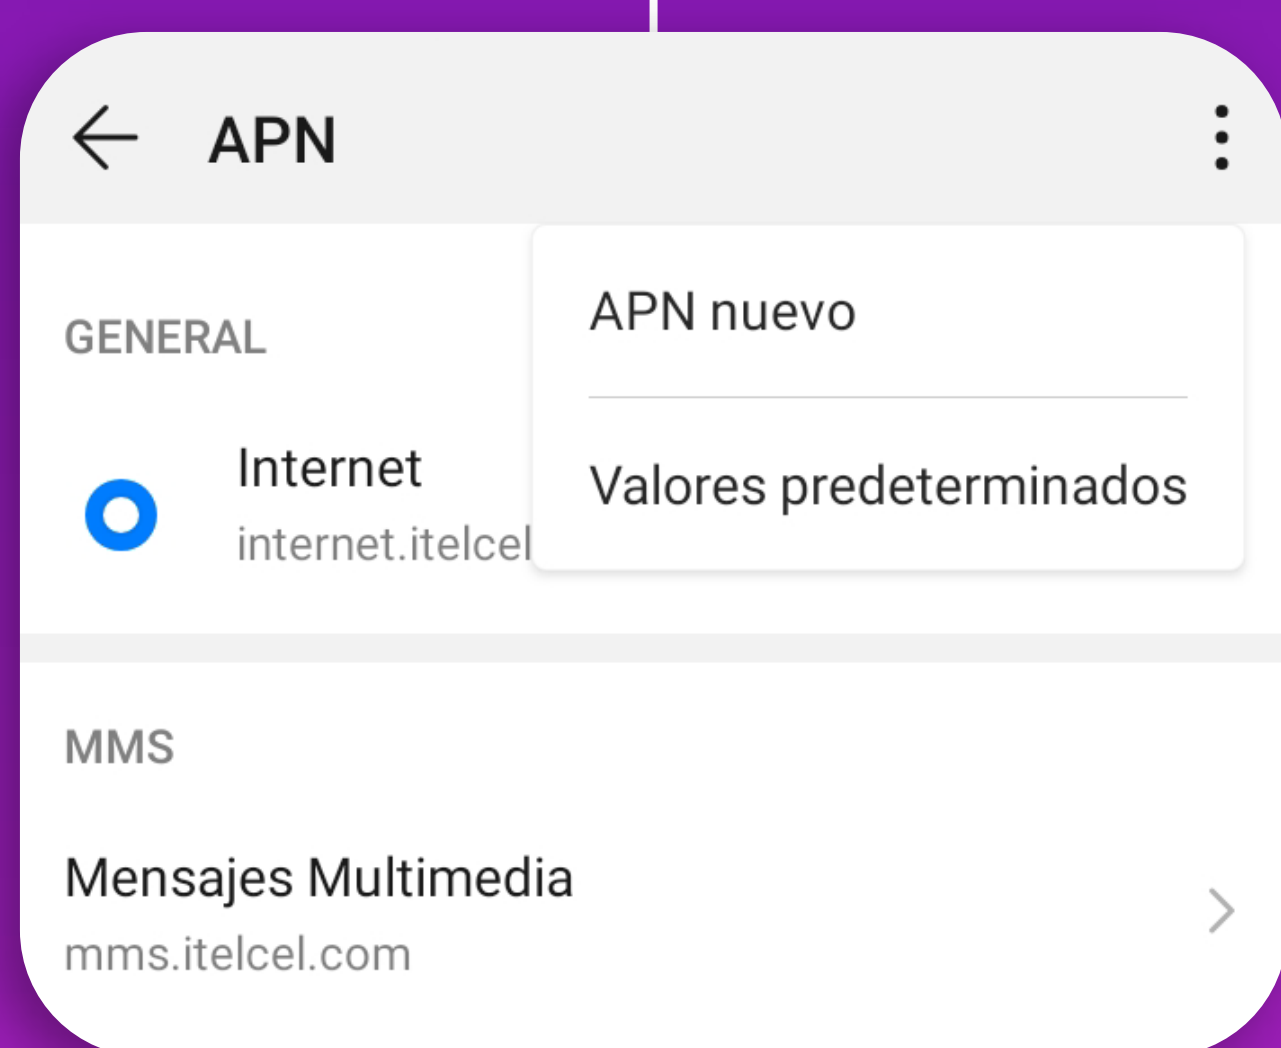 APN
APN nuevo
Valores predeterminados
GENERAL
Internet
internet.itelcel
MMS
Mensajes Multimedia
mms.itelcel.com